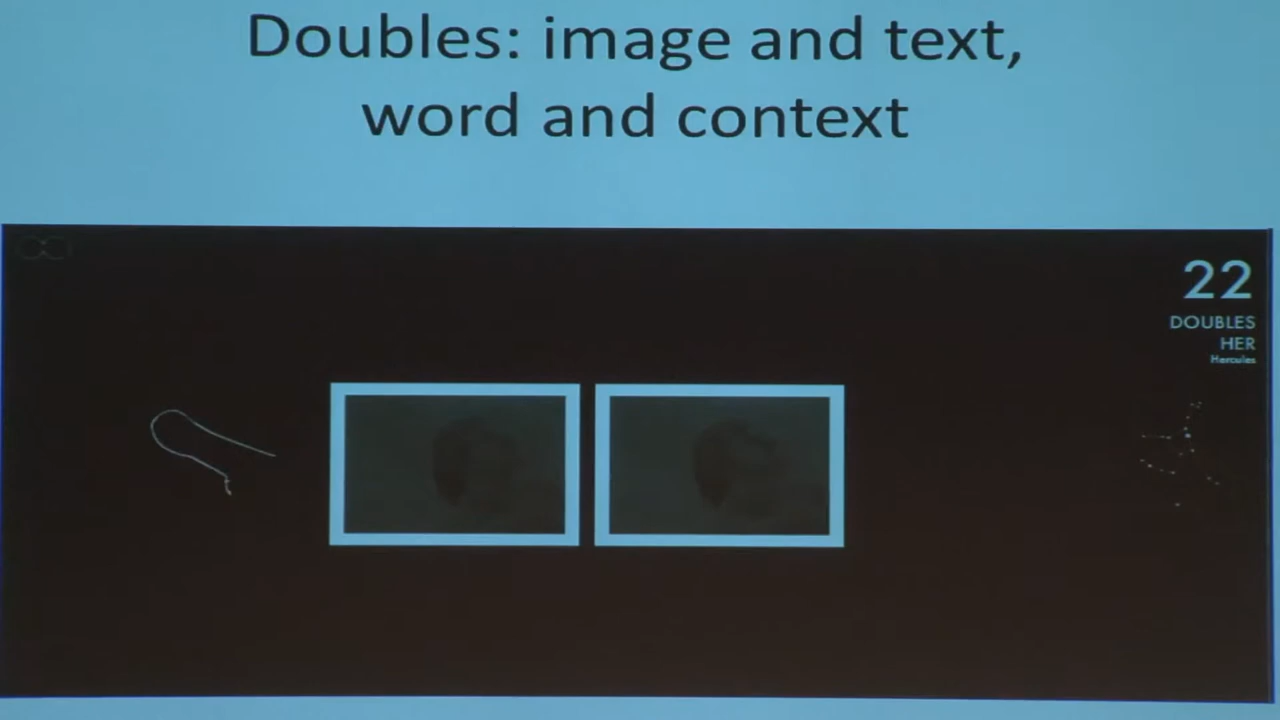 Doubles: image and text,
word and context
22
DOUBLES
HER
Hercules